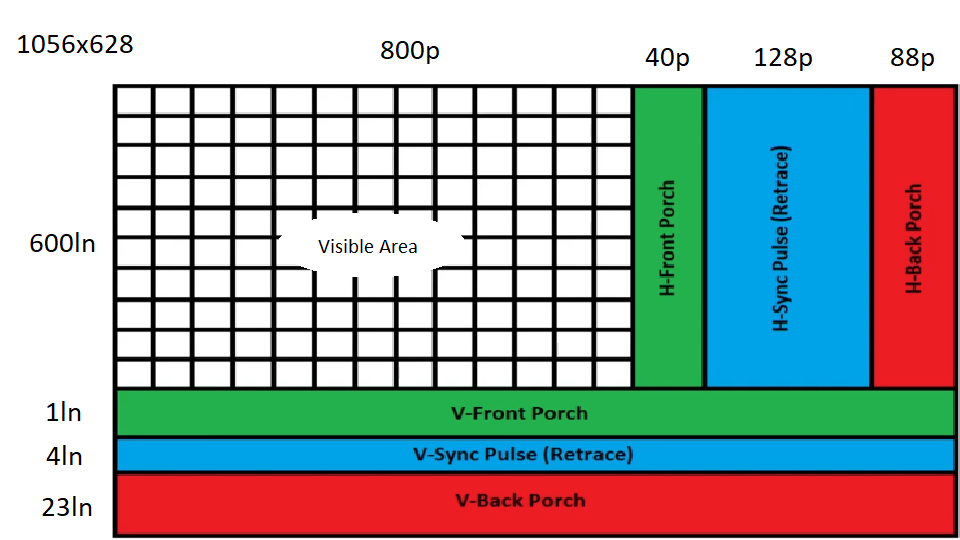 1056x628
800p
40p
128p
88p
600ln
Visible Area
H-Front Porch
H-Sync Pulse (Retrace)
H-Back Porch
1ln
V-Front Porch
4ln
V-Sync Pulse (Retrace)
23ln
V-Back Porch